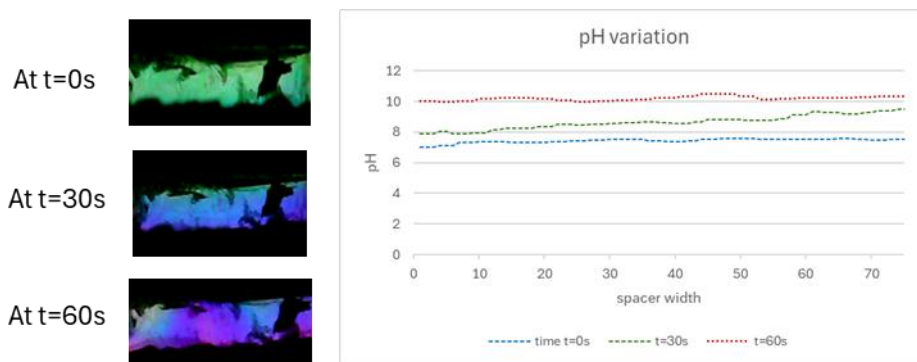 At t=0s
At t=30s
At t=60s
pH variation
12
10
8
6
4
2
0
pH
0 10 20 30 40 50 60 70
spacer width
time t=0s t=30s t=60s